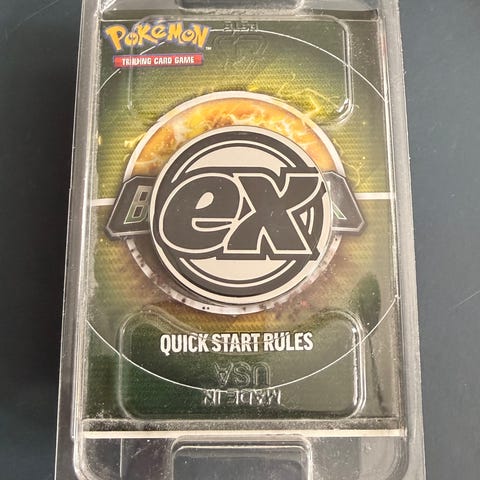 Pokémon
TRADING CARD GAME
ex
QUICK START RULES
MADE IN
USA